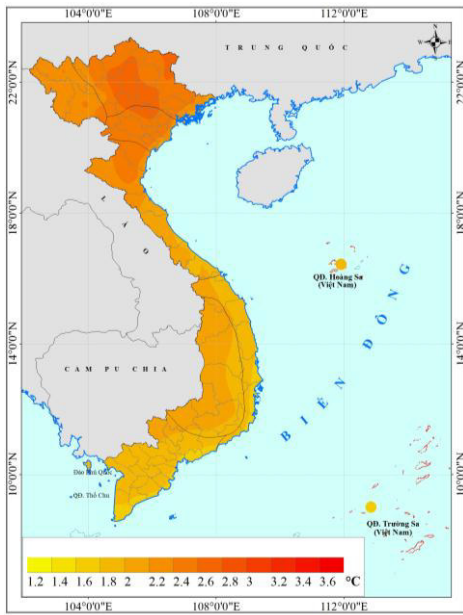 104°0'0"E 108°0'0"E 112°0'0"E
N
W E
S
TRUNG QUỐC
22°0'0"N 22°0'0"N
18°0'0"N 18°0'0"N
LÀO
QĐ. Hoàng Sa
(Việt Nam)
BIỂN ĐÔNG
14°0'0"N 14°0'0"N
CAM PU CHIA
10°0'0"N 10°0'0"N
Đảo Phú Quốc
QĐ. Thổ Chu
QĐ. Trường Sa
(Việt Nam)
1.2 1.4 1.6 1.8 2 2.2 2.4 2.6 2.8 3 3.2 3.4 3.6 °C
104°0'0"E 108°0'0"E 112°0'0"E